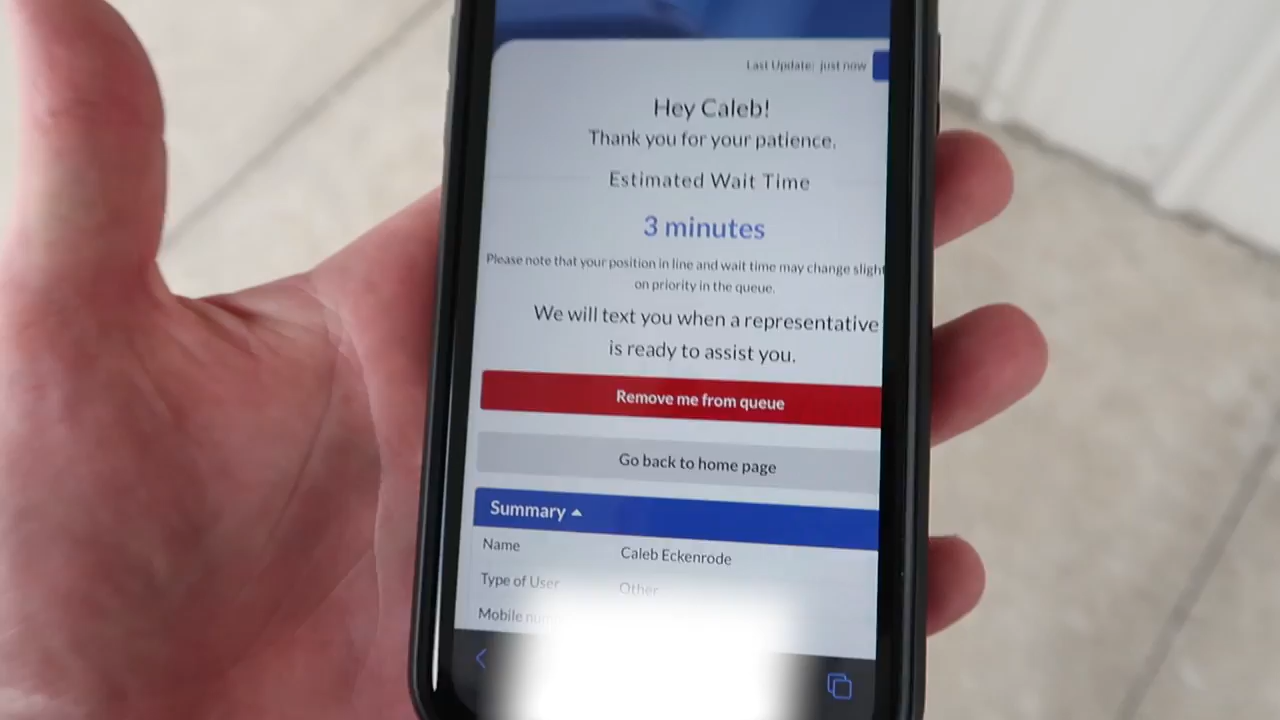 Last Update: just now
Hey Caleb!
Thank you for your patience.
Estimated Wait Time
3 minutes
Please note that your position in line and wait time may change slight
on priority in the queue.
We will text you when a representative
is ready to assist you.
Remove me from queue
Go back to home page
Summary
Name Caleb Eckenrode
Type of User Other
Mobile num